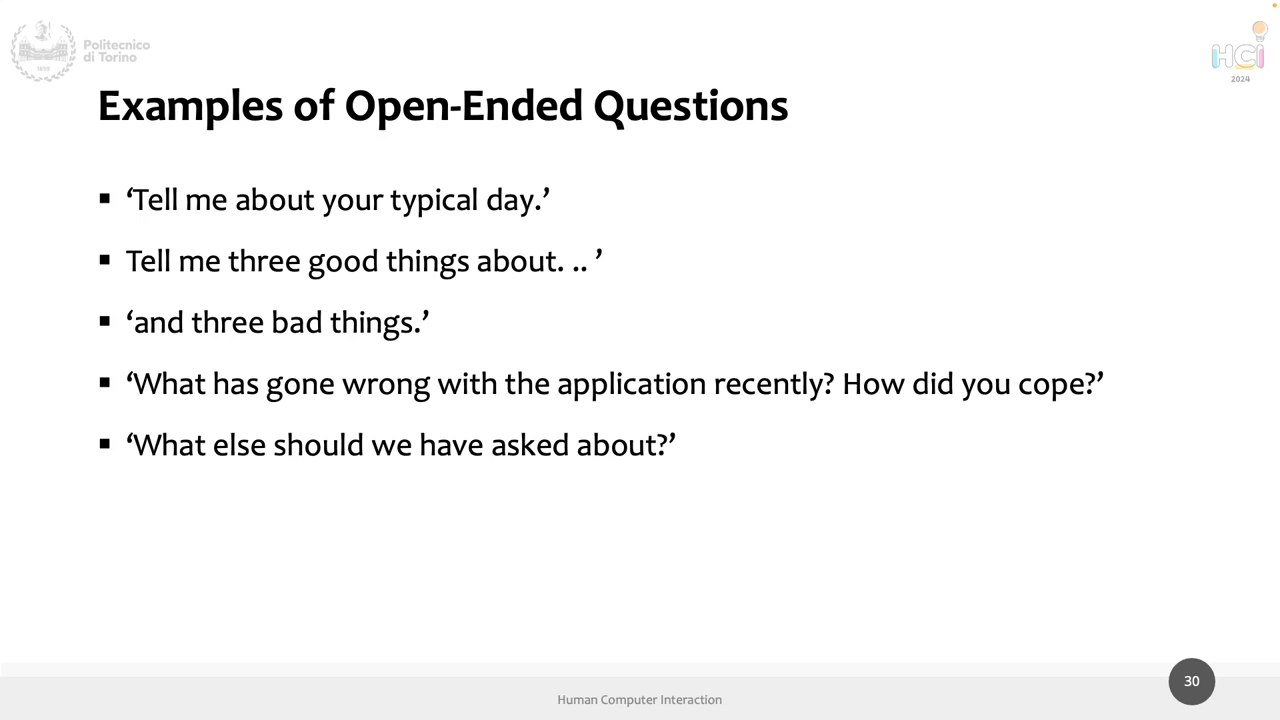 Politecnico
di Torino
1859
HCI
2024
Examples of Open-Ended Questions
▪ ‘Tell me about your typical day.’
▪ Tell me three good things about. .. ’
▪ ‘and three bad things.’
▪ ‘What has gone wrong with the application recently? How did you cope?’
▪ ‘What else should we have asked about?’
30
Human Computer Interaction